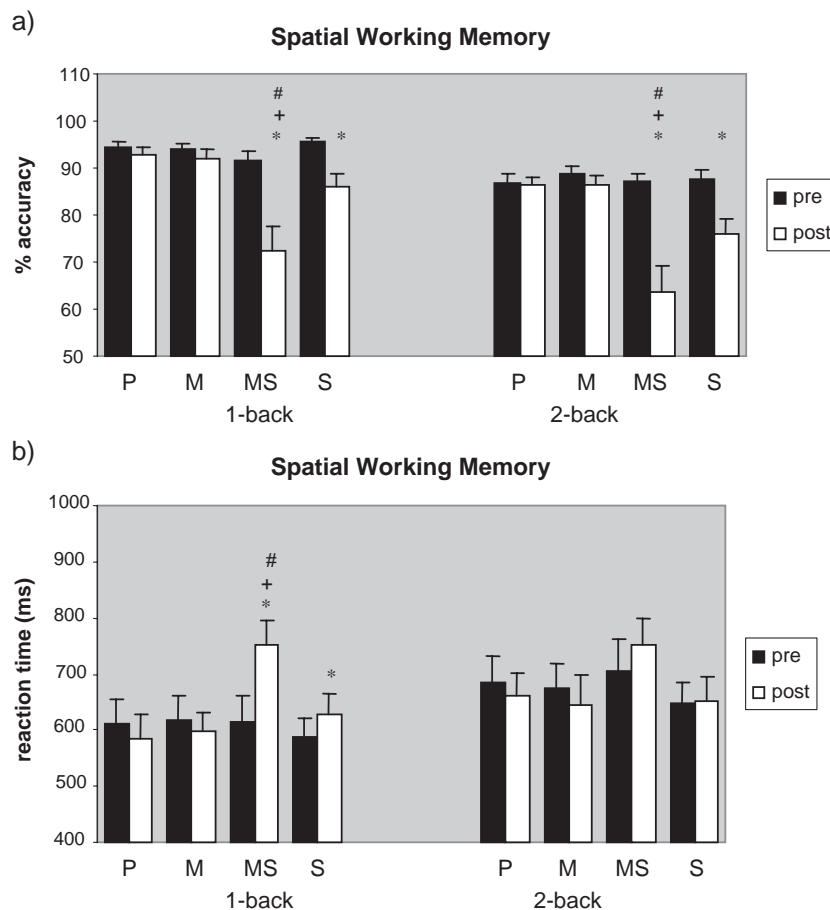 a)
Spatial Working Memory
110
100
90
80
70
60
50
% accuracy
#
+
*
*
#
+
*
*
P M MS S P M MS S
1-back 2-back
pre
post
b)
Spatial Working Memory
1000
900
800
700
600
500
400
reaction time (ms)
#
+
*
*
P M MS S P M MS S
1-back 2-back
pre
post